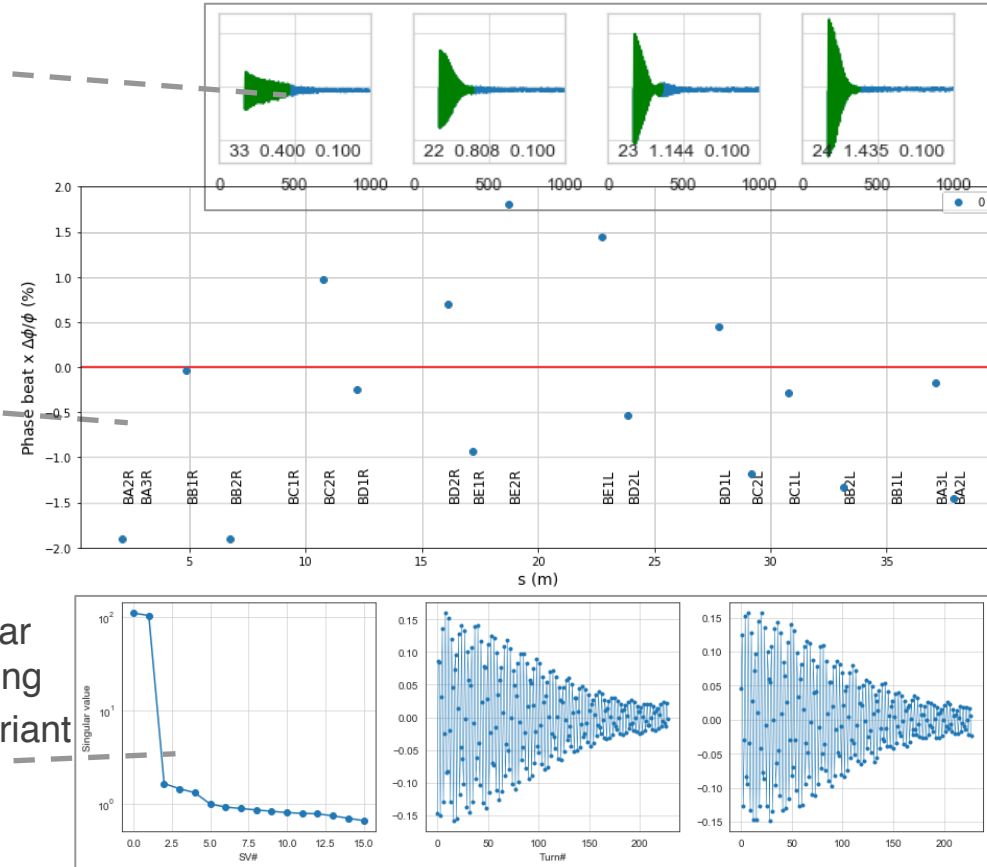 33 0.400 0.100
22 0.808 0.100
23 1.144 0.100
24 1.435 0.100
0 500 1000
0 500 1000
0 500 1000
0 500 1000
0
2.0
1.5
1.0
0.5
0.0
−0.5
−1.0
−1.5
−2.0
Phase beat x Δϕ/ϕ (%)
BA2R
BA3R
BB1R
BB2R
BC1R
BC2R
BD1R
BD2R
BE1R
BE2R
BE1L
BD2L
BD1L
BC2L
BC1L
BB2L
BB1L
BA3L
BA2L
5 10 15 20 25 30 35
s (m)
ar
ing
riant
Singular value
10²
10¹
10⁰
0.0 2.5 5.0 7.5 10.0 12.5 15.0
SV#
0.15
0.10
0.05
0.00
−0.05
−0.10
−0.15
0 50 100 150 200
Turn#
0.15
0.10
0.05
0.00
−0.05
−0.10
−0.15
0 50 100 150 200